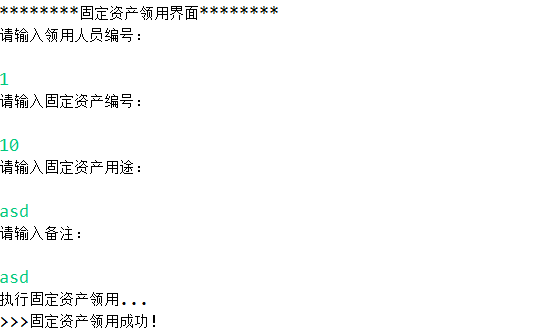 ********固定资产领用界面********
请输入领用人员编号：
1
请输入固定资产编号：
10
请输入固定资产用途：
asd
请输入备注：
asd
执行固定资产领用...
>>>固定资产领用成功！